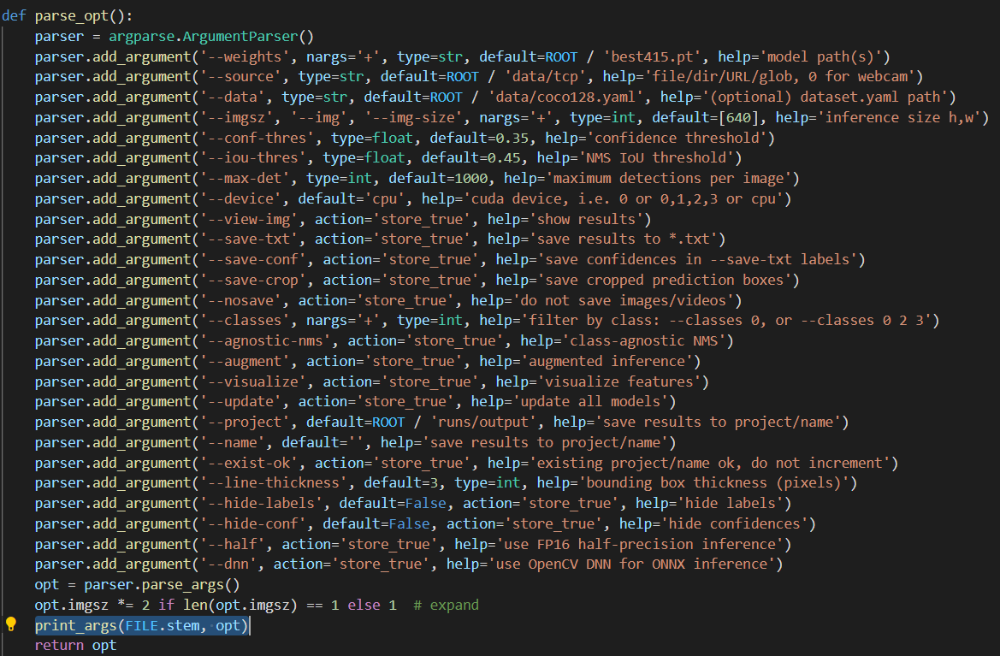 def parse_opt():
    parser = argparse.ArgumentParser()
    parser.add_argument('--weights', nargs='+', type=str, default=ROOT / 'best415.pt', help='model path(s)')
    parser.add_argument('--source', type=str, default=ROOT / 'data/tcp', help='file/dir/URL/glob, 0 for webcam')
    parser.add_argument('--data', type=str, default=ROOT / 'data/coco128.yaml', help='(optional) dataset.yaml path')
    parser.add_argument('--imgsz', '--img', '--img-size', nargs='+', type=int, default=[640], help='inference size h,w')
    parser.add_argument('--conf-thres', type=float, default=0.35, help='confidence threshold')
    parser.add_argument('--iou-thres', type=float, default=0.45, help='NMS IoU threshold')
    parser.add_argument('--max-det', type=int, default=1000, help='maximum detections per image')
    parser.add_argument('--device', default='cpu', help='cuda device, i.e. 0 or 0,1,2,3 or cpu')
    parser.add_argument('--view-img', action='store_true', help='show results')
    parser.add_argument('--save-txt', action='store_true', help='save results to *.txt')
    parser.add_argument('--save-conf', action='store_true', help='save confidences in --save-txt labels')
    parser.add_argument('--save-crop', action='store_true', help='save cropped prediction boxes')
    parser.add_argument('--nosave', action='store_true', help='do not save images/videos')
    parser.add_argument('--classes', nargs='+', type=int, help='filter by class: --classes 0, or --classes 0 2 3')
    parser.add_argument('--agnostic-nms', action='store_true', help='class-agnostic NMS')
    parser.add_argument('--augment', action='store_true', help='augmented inference')
    parser.add_argument('--visualize', action='store_true', help='visualize features')
    parser.add_argument('--update', action='store_true', help='update all models')
    parser.add_argument('--project', default=ROOT / 'runs/output', help='save results to project/name')
    parser.add_argument('--name', default='', help='save results to project/name')
    parser.add_argument('--exist-ok', action='store_true', help='existing project/name ok, do not increment')
    parser.add_argument('--line-thickness', default=3, type=int, help='bounding box thickness (pixels)')
    parser.add_argument('--hide-labels', default=False, action='store_true', help='hide labels')
    parser.add_argument('--hide-conf', default=False, action='store_true', help='hide confidences')
    parser.add_argument('--half', action='store_true', help='use FP16 half-precision inference')
    parser.add_argument('--dnn', action='store_true', help='use OpenCV DNN for ONNX inference')
    opt = parser.parse_args()
    opt.imgsz *= 2 if len(opt.imgsz) == 1 else 1  # expand
    print_args(FILE.stem, opt)
    return opt